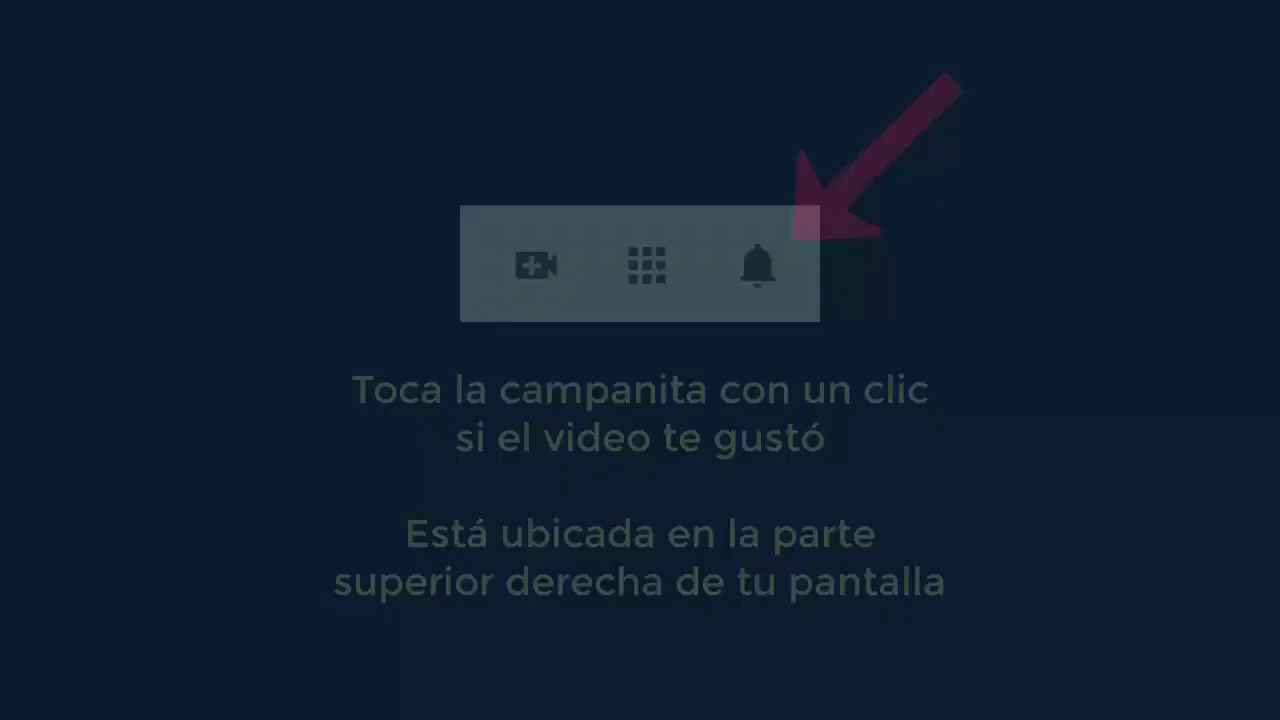 Toca la campanita con un clic
si el video te gustó
Está ubicada en la parte
superior derecha de tu pantalla